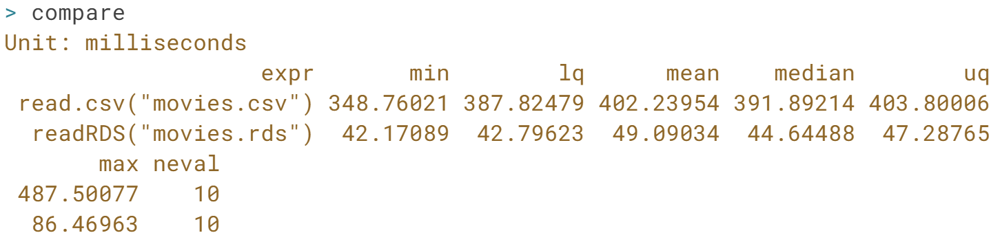 > compare
Unit: milliseconds
                   expr       min        lq      mean    median        uq
 read.csv("movies.csv") 348.76021 387.82479 402.23954 391.89214 403.80006
  readRDS("movies.rds")  42.17089  42.79623  49.09034  44.64488  47.28765
       max neval
 487.50077    10
  86.46963    10